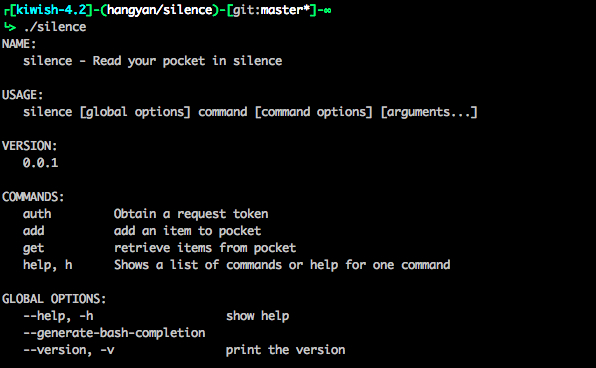 ┌[kiwish-4.2]-(hangyan/silence)-[git:master*]-∞
└> ./silence
NAME:
   silence - Read your pocket in silence

USAGE:
   silence [global options] command [command options] [arguments...]

VERSION:
   0.0.1

COMMANDS:
   auth         Obtain a request token
   add          add an item to pocket
   get          retrieve items from pocket
   help, h      Shows a list of commands or help for one command

GLOBAL OPTIONS:
   --help, -h                   show help
   --generate-bash-completion
   --version, -v                print the version